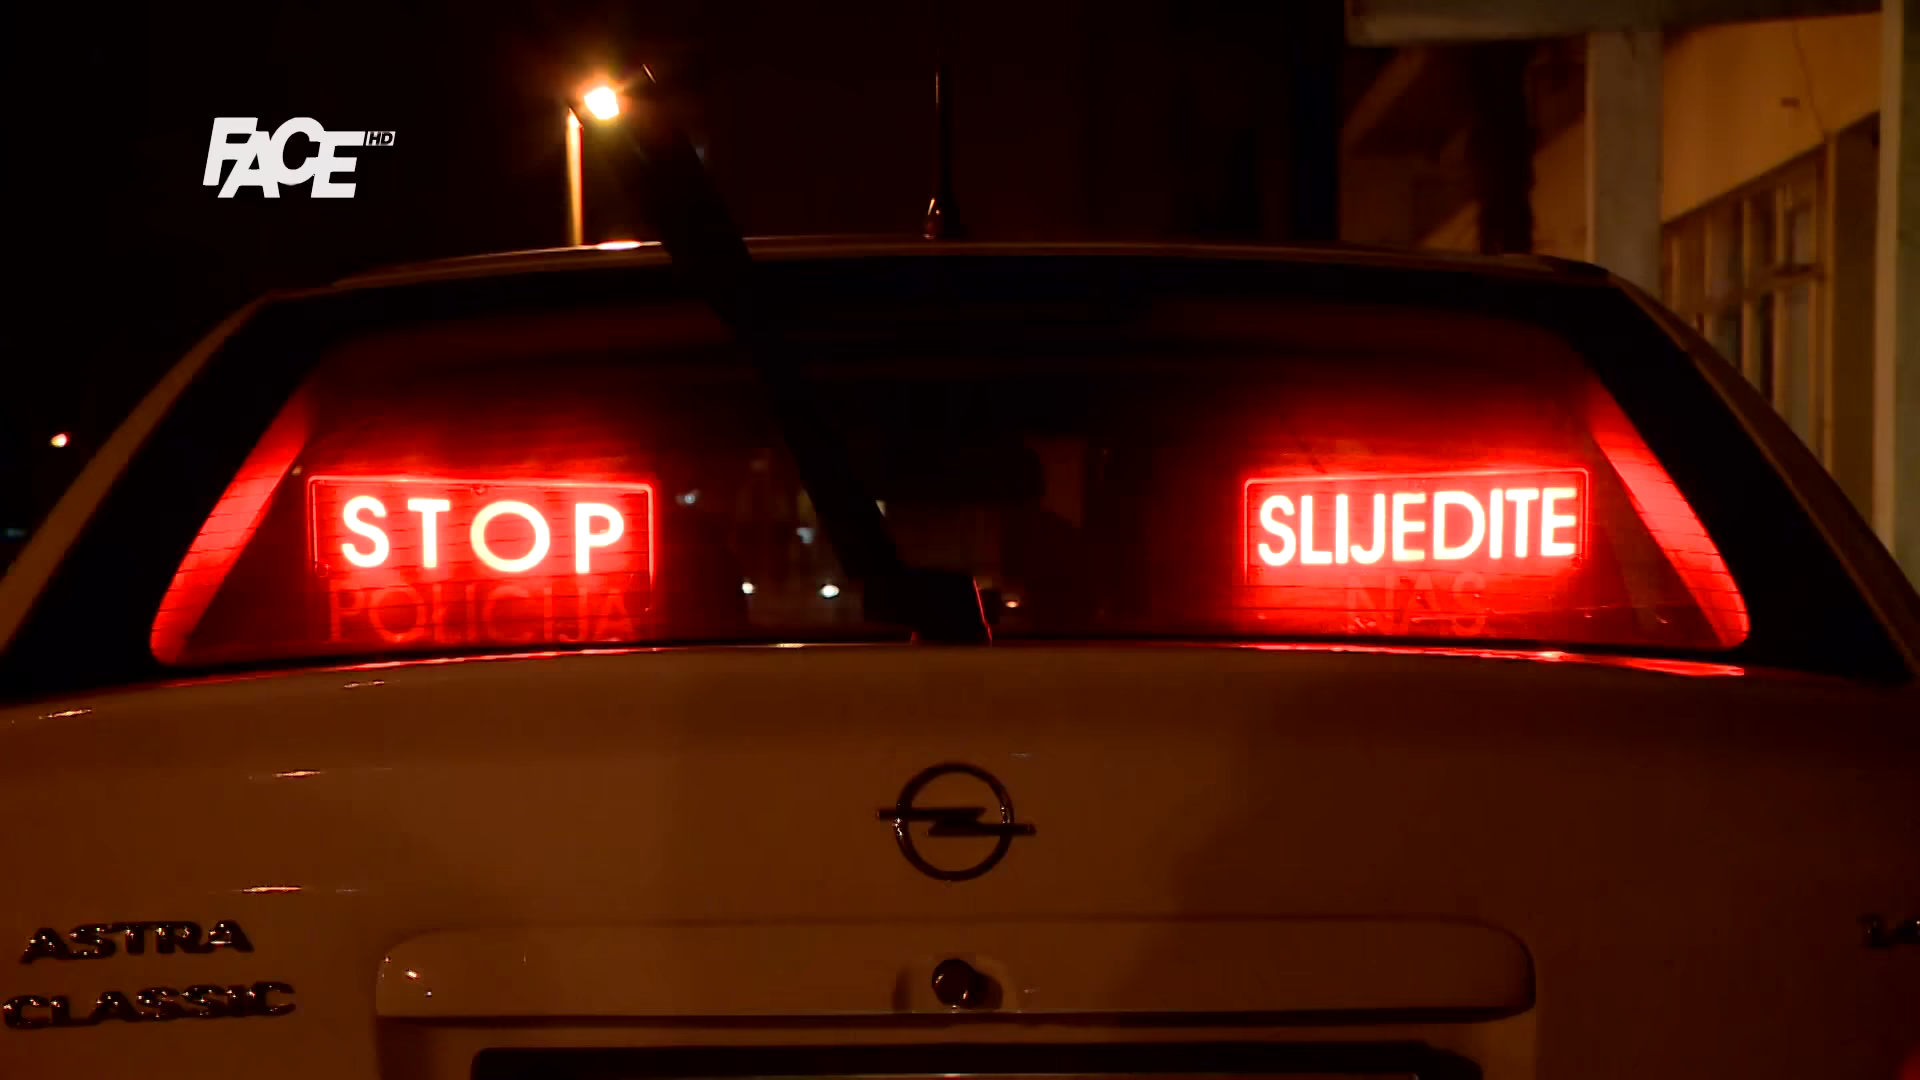 FACE HD
STOP
POLICIJA
SLIJEDITE
NAS
ASTRA
CLASSIC